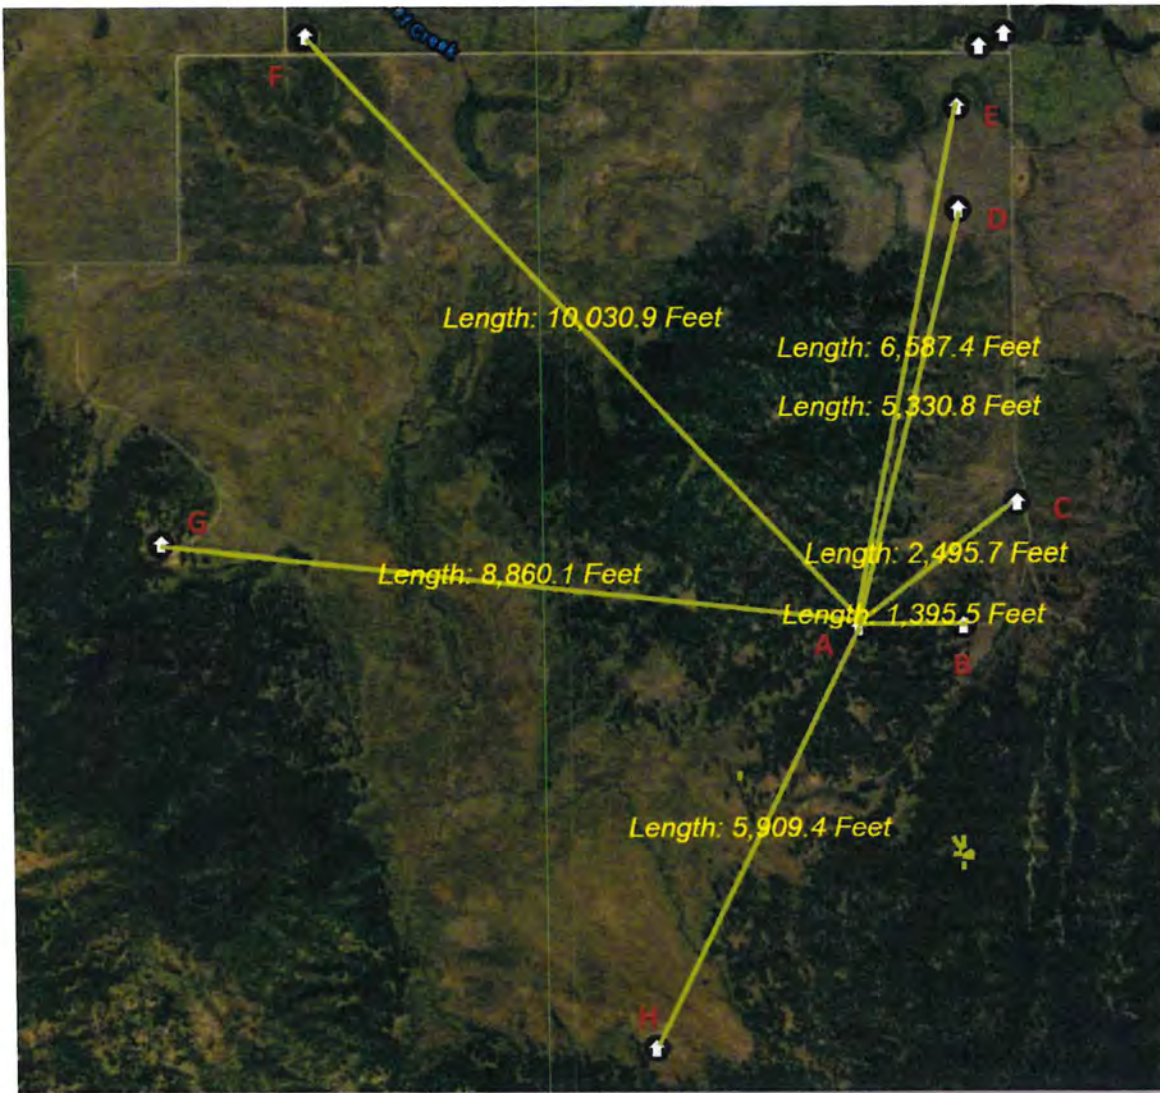 Creek
F
E
D
Length: 10,030.9 Feet
Length: 6,587.4 Feet
Length: 5,330.8 Feet
G
C
Length: 2,495.7 Feet
Length: 8,860.1 Feet
Length: 1,395.5 Feet
A
B
Length: 5,909.4 Feet
H